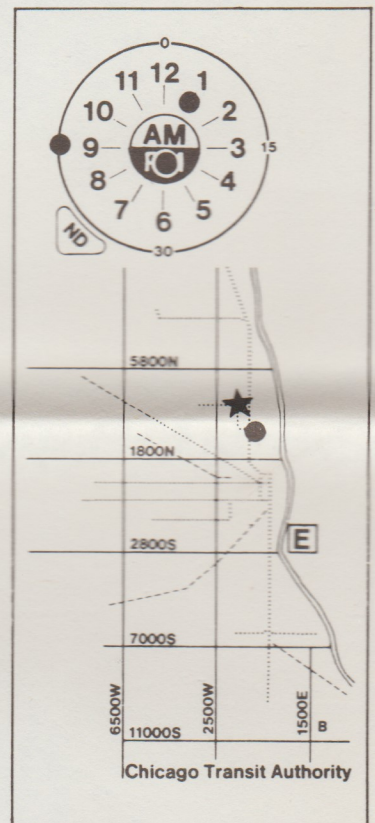 0
11 12 1
10 2
AM
9 3 15
8 4
7 6 5
ND
30
5800N
1800N
2800S
E
7000S
6500W
2500W
1500E
B
11000S
Chicago Transit Authority